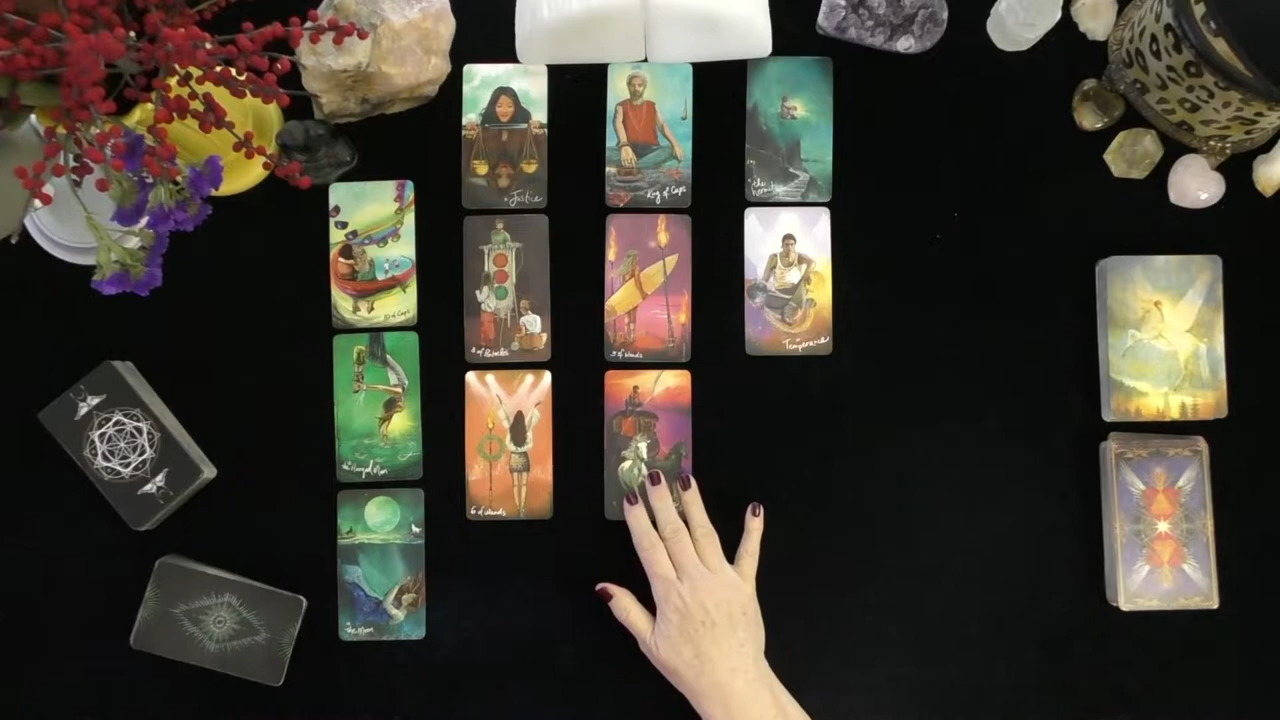 Justice
King of Cups
the
hermit
10 of Cups
3 of Pentacles
3 of Wands
Temperance
the Hanged Man
6 of Wands
the Moon